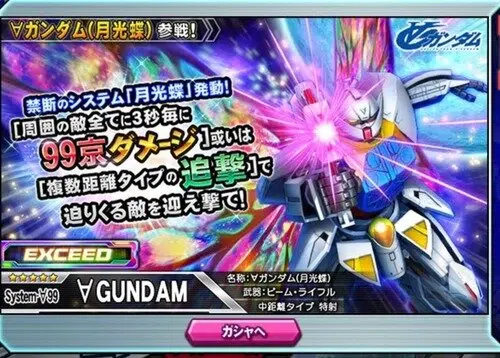 ∀ガンダム(月光蝶) 参戦!
∀ガンダム
禁断のシステム「月光蝶」発動!
[周囲の敵全てに3秒毎に
99京ダメージ]或いは
[複数距離タイプの追撃]で
迫りくる敵を迎え撃て!
EXCEED
System-∀99
∀GUNDAM
名称:∀ガンダム(月光蝶)
武器:ビーム・ライフル
中距離タイプ 特射
ガシャへ